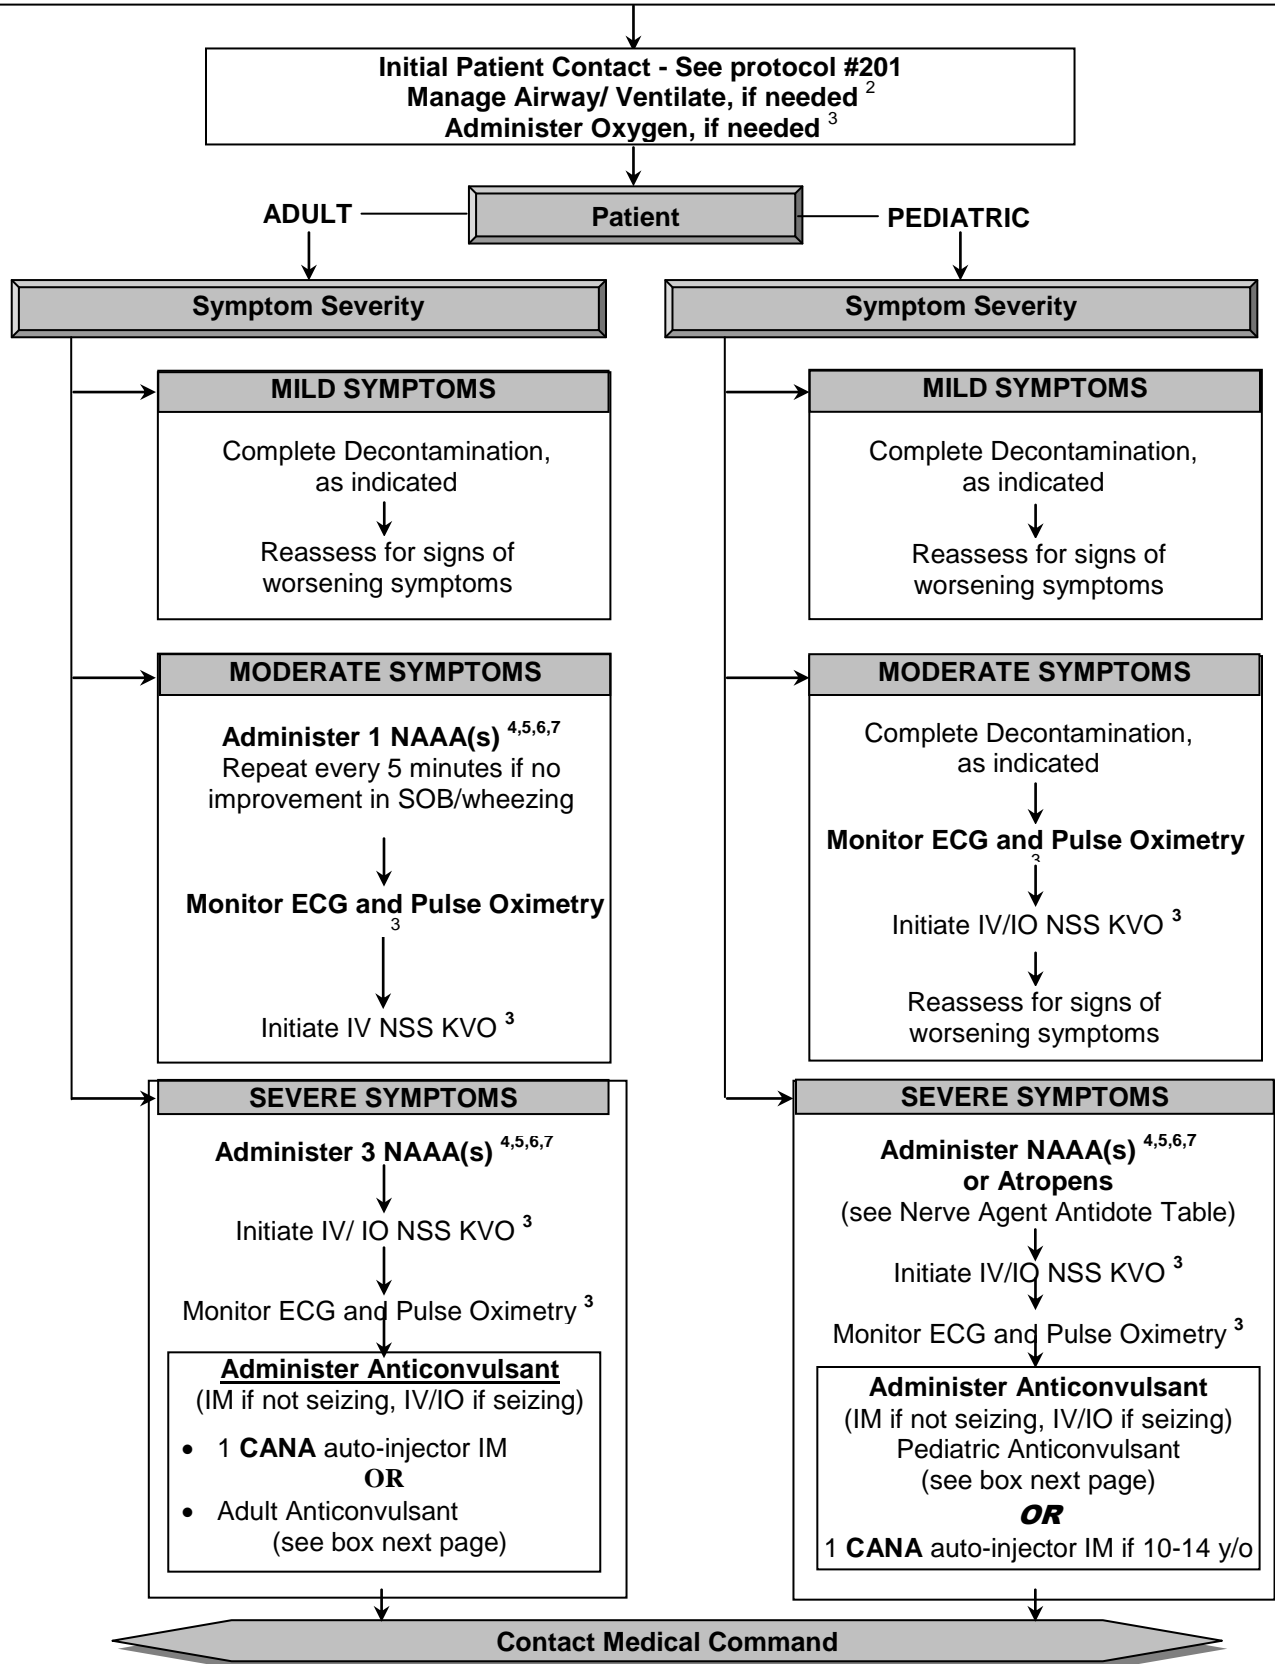 Initial Patient Contact - See protocol #201
Manage Airway/ Ventilate, if needed 2
Administer Oxygen, if needed 3
ADULT
Patient
PEDIATRIC
Symptom Severity
MILD SYMPTOMS
Complete Decontamination,
as indicated
Reassess for signs of
worsening symptoms
MODERATE SYMPTOMS
Administer 1 NAAA(s) 4,5,6,7
Repeat every 5 minutes if no
improvement in SOB/wheezing
Monitor ECG and Pulse Oximetry
3
Initiate IV NSS KVO 3
SEVERE SYMPTOMS
Administer 3 NAAA(s) 4,5,6,7
Initiate IV/ IO NSS KVO 3
Monitor ECG and Pulse Oximetry 3
Administer Anticonvulsant
(IM if not seizing, IV/IO if seizing)
• 1 CANA auto-injector IM
OR
• Adult Anticonvulsant
(see box next page)
Symptom Severity
MILD SYMPTOMS
Complete Decontamination,
as indicated
Reassess for signs of
worsening symptoms
MODERATE SYMPTOMS
Complete Decontamination,
as indicated
Monitor ECG and Pulse Oximetry
3
Initiate IV/IO NSS KVO 3
Reassess for signs of
worsening symptoms
SEVERE SYMPTOMS
Administer NAAA(s) 4,5,6,7
or Atropens
(see Nerve Agent Antidote Table)
Initiate IV/IO NSS KVO 3
Monitor ECG and Pulse Oximetry 3
Administer Anticonvulsant
(IM if not seizing, IV/IO if seizing)
Pediatric Anticonvulsant
(see box next page)
OR
1 CANA auto-injector IM if 10-14 y/o
Contact Medical Command